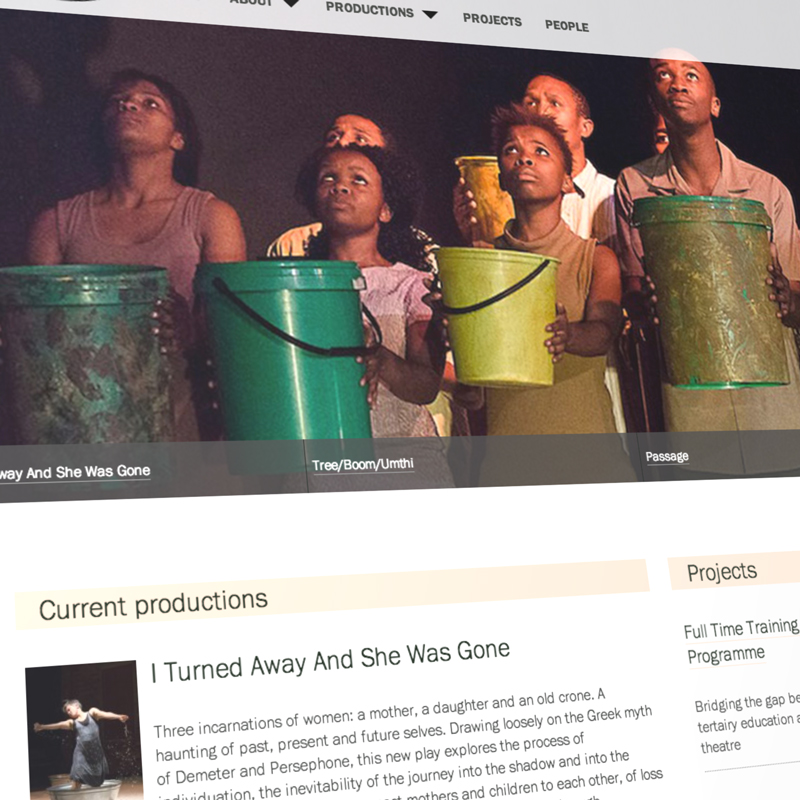 ABOUT PRODUCTIONS PROJECTS PEOPLE
way And She Was Gone
Tree/Boom/Umthi
Passage
Current productions
I Turned Away And She Was Gone
Three incarnations of women: a mother, a daughter and an old crone. A
haunting of past, present and future selves. Drawing loosely on the Greek myth
of Demeter and Persephone, this new play explores the process of
individuation, the inevitability of the journey into the shadow and into the
mothers and children to each other, of loss
Projects
Full Time Training
Programme
Bridging the gap be
tertairy education a
theatre